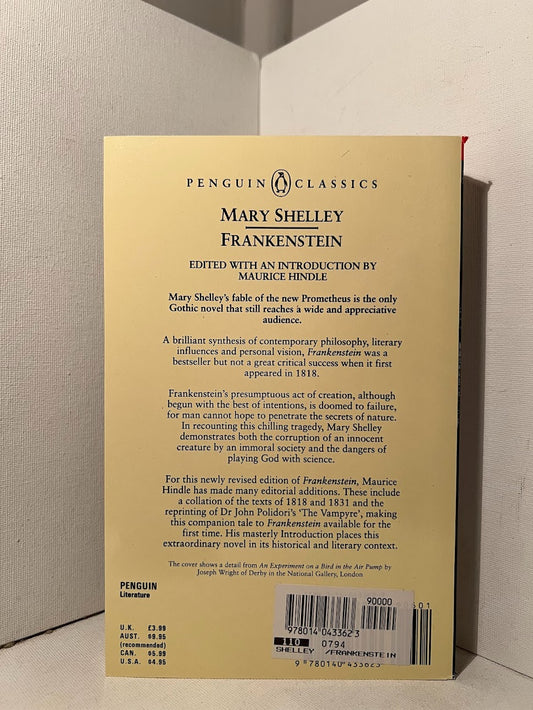 PENGUIN CLASSICS
MARY SHELLEY
FRANKENSTEIN
EDITED WITH AN INTRODUCTION BY
MAURICE HINDLE
Mary Shelley's fable of the new Prometheus is the only
Gothic novel that still reaches a wide and appreciative
audience.
A brilliant synthesis of contemporary philosophy, literary
influences and personal vision, Frankenstein was a
bestseller but not a great critical success when it first
appeared in 1818.
Frankenstein's presumptuous act of creation, although
begun with the best of intentions, is doomed to failure,
for man cannot hope to penetrate the secrets of nature.
In recounting this chilling tragedy, Mary Shelley
demonstrates both the corruption of an innocent
creature by an immoral society and the dangers of
playing God with science.
For this newly revised edition of Frankenstein, Maurice
Hindle has made many editorial additions. These include
a collation of the texts of 1818 and 1831 and the
reprinting of Dr John Polidori's 'The Vampyre', making
this companion tale to Frankenstein available for the
first time. His masterly Introduction places this
extraordinary novel in its historical and literary context.
The cover shows a detail from An Experiment on a Bird in the Air Pump by
Joseph Wright of Derby in the National Gallery, London
PENGUIN
Literature
U.K. £3.99
AUST. $9.95
(recommended)
CAN. $5.99
U.S.A. $4.95
90000
501
9780140433623
110 0794
SHELLEY /FRANKENSTEIN
9780140433623